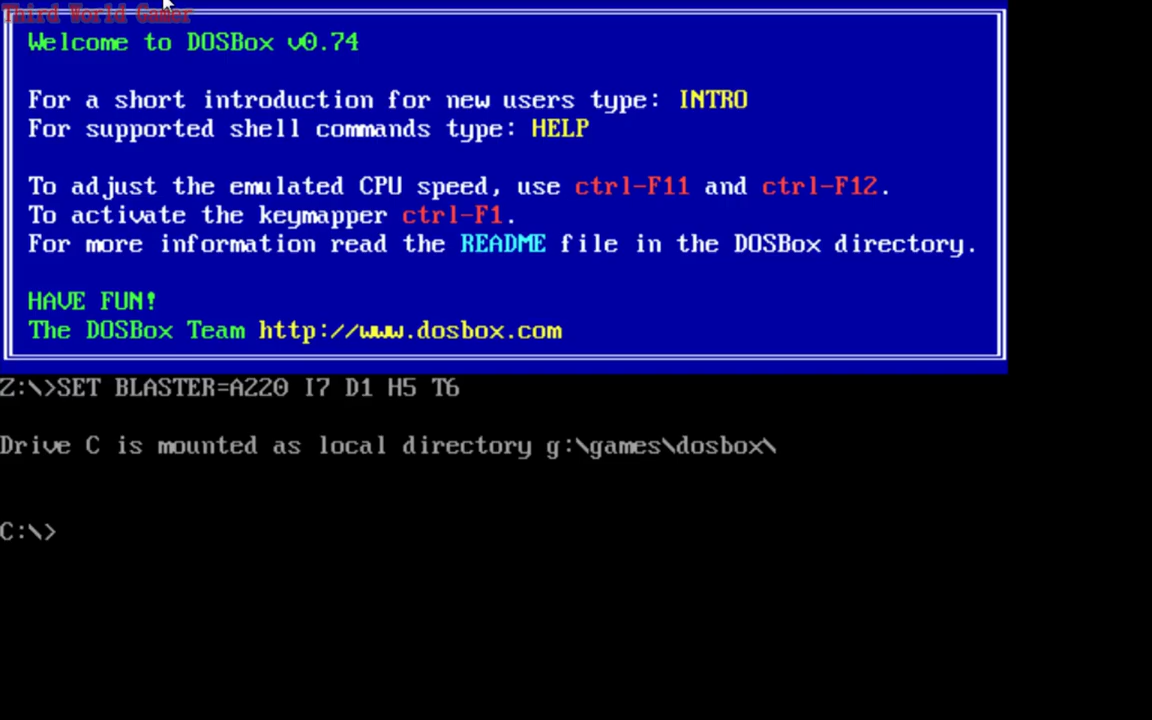 Third World Gamer
Welcome to DOSBox v0.74
For a short introduction for new users type: INTRO
For supported shell commands type: HELP
To adjust the emulated CPU speed, use ctrl-F11 and ctrl-F12.
To activate the keymapper ctrl-F1.
For more information read the README file in the DOSBox directory.
HAVE FUN!
The DOSBox Team http://www.dosbox.com
Z:\>SET BLASTER=A220 I7 D1 H5 T6
Drive C is mounted as local directory g:\games\dosbox\
C:\>